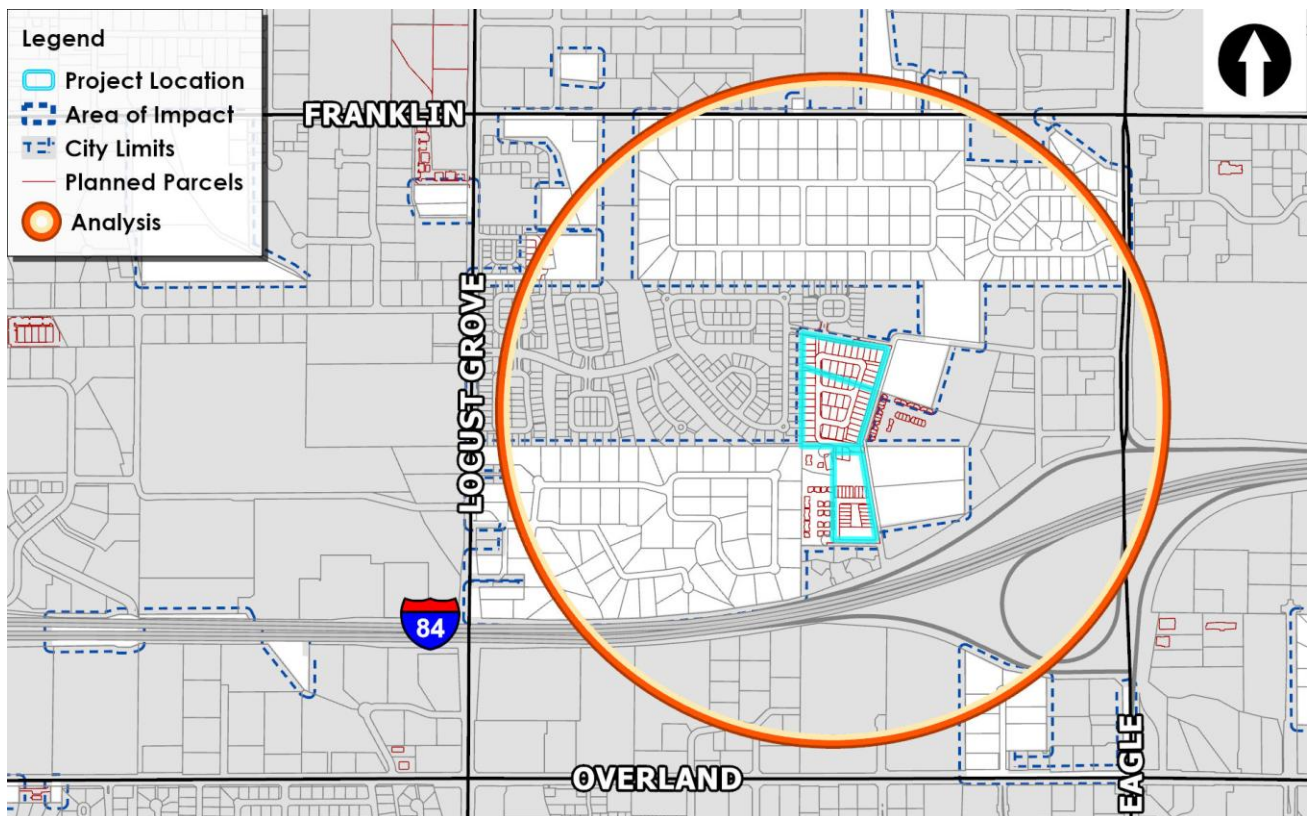 Legend
Project Location
Area of Impact
City Limits
Planned Parcels
Analysis
FRANKLIN
LOCUST GROVE
84
OVERLAND
EAGLE